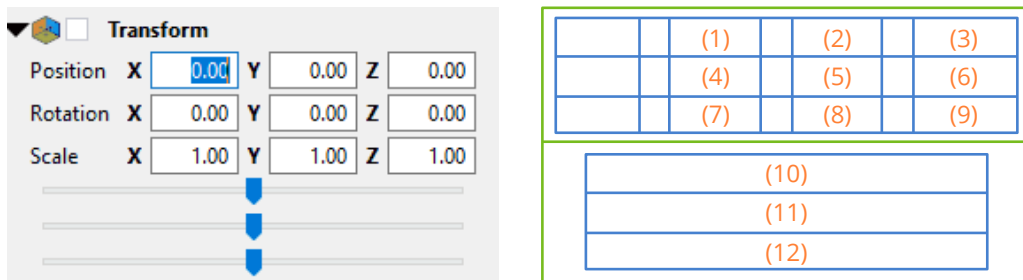 Transform
Position X 0.00 Y 0.00 Z 0.00
Rotation X 0.00 Y 0.00 Z 0.00
Scale X 1.00 Y 1.00 Z 1.00
(1) (2) (3)
(4) (5) (6)
(7) (8) (9)
(10)
(11)
(12)